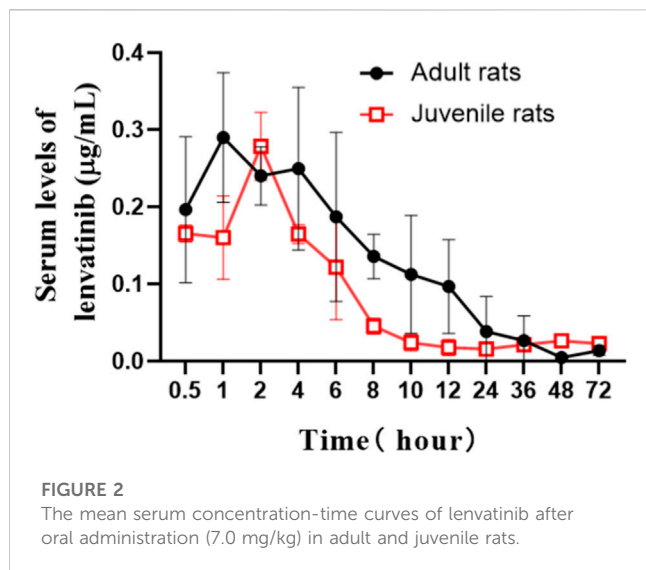 0.4
0.3
0.2
0.1
0.0
Serum levels of
lenvatinib (µg/mL)
Adult rats
Juvenile rats
0.5 1 2 4 6 8 10 12 24 36 48 72
Time( hour)
FIGURE 2
The mean serum concentration-time curves of lenvatinib after
oral administration (7.0 mg/kg) in adult and juvenile rats.